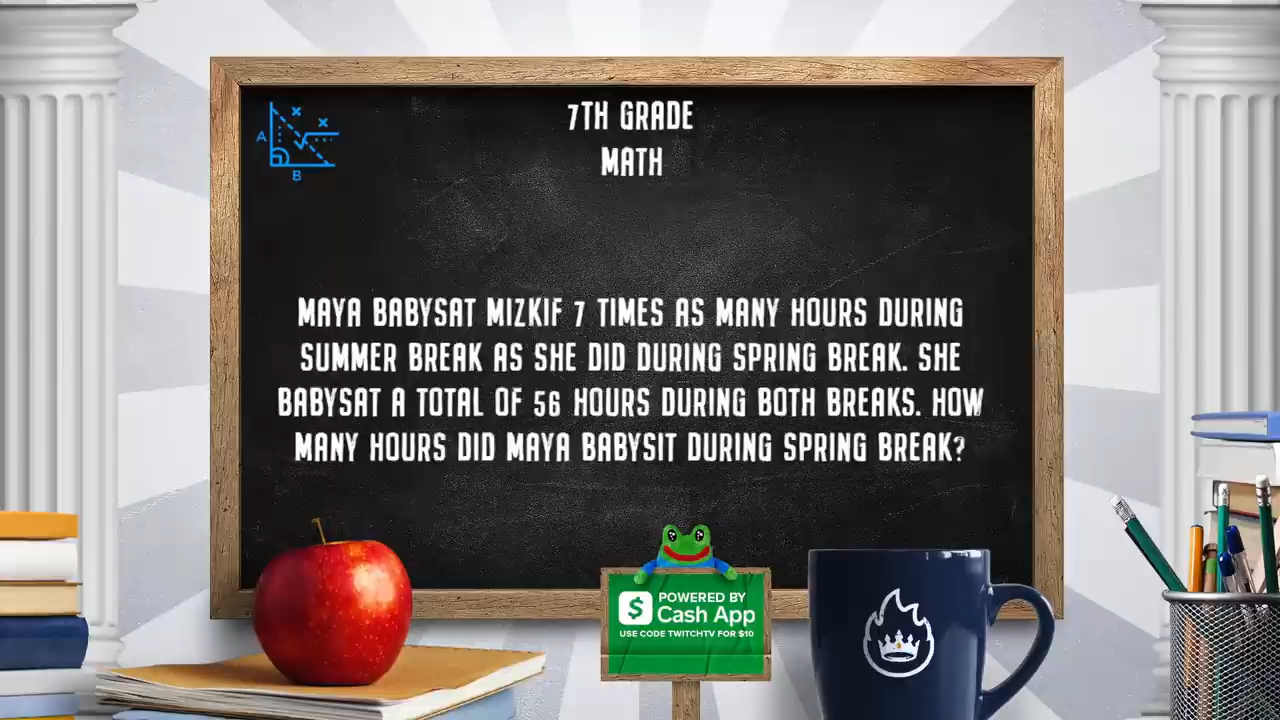 7TH GRADE
MATH
A
B
x
x
MAYA BABYSAT MIZKIF 7 TIMES AS MANY HOURS DURING
SUMMER BREAK AS SHE DID DURING SPRING BREAK. SHE
BABYSAT A TOTAL OF 56 HOURS DURING BOTH BREAKS. HOW
MANY HOURS DID MAYA BABYSIT DURING SPRING BREAK?
$
POWERED BY
Cash App
USE CODE TWITCHTV FOR $10